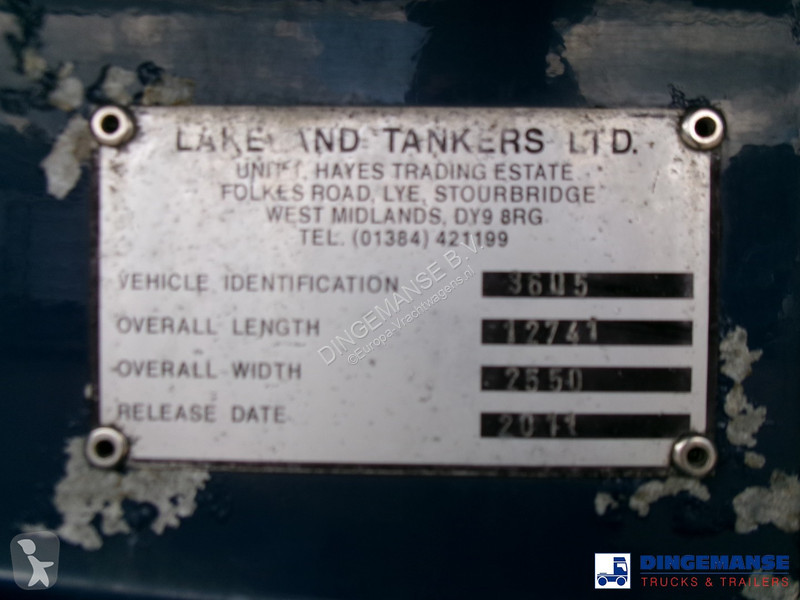 LAKELAND TANKERS LTD.
UNIT 1, HAYES TRADING ESTATE
FOLKES ROAD, LYE, STOURBRIDGE
WEST MIDLANDS, DY9 8RG
TEL. (01384) 421199
VEHICLE IDENTIFICATION 3605
OVERALL LENGTH 12741
OVERALL WIDTH 2550
RELEASE DATE 2011
DINGEMANSE B.V.
©Europa-Vrachtwagens.nl
DINGEMANSE
TRUCKS & TRAILERS